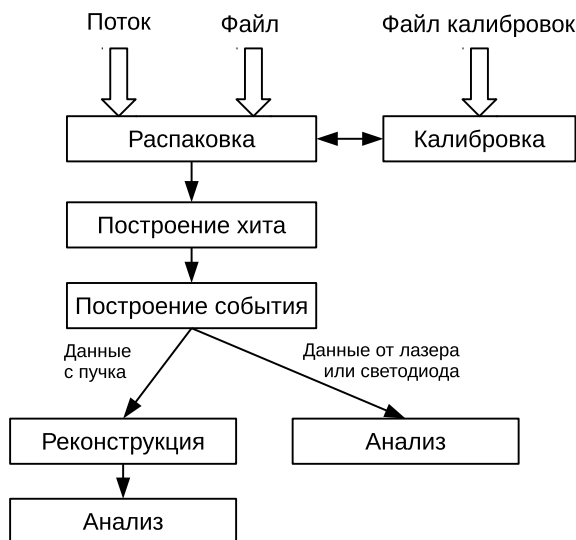 Поток
Файл
Файл калибровок
Распаковка
Калибровка
Построение хита
Построение события
Данные
с пучка
Данные от лазера
или светодиода
Реконструкция
Анализ
Анализ